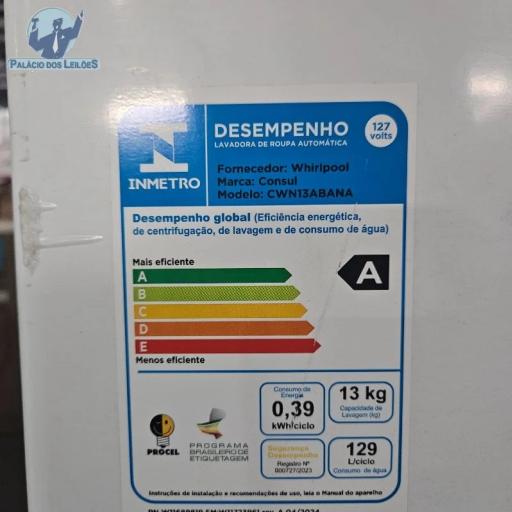 PALÁCIO DOS LEILÕES
DESEMPENHO
LAVADORA DE ROUPA AUTOMÁTICA
127
volts
INMETRO
Fornecedor: Whirlpool
Marca: Consul
Modelo: CWN13ABANA
Desempenho global (Eficiência energética,
de centrifugação, de lavagem e de consumo de água)
Mais eficiente
A
B
C
D
E
Menos eficiente
A
Consumo de
Energia
0,39
kWh/ciclo
13 kg
Capacidade de
Lavagem (kg)
PROCEL
PROGRAMA
BRASILEIRO DE
ETIQUETAGEM
Segurança
Desempenho
Registro Nº
000727/2023
129
L/ciclo
Consumo de água
Instruções de instalação e recomendações de uso, leia o Manual do aparelho